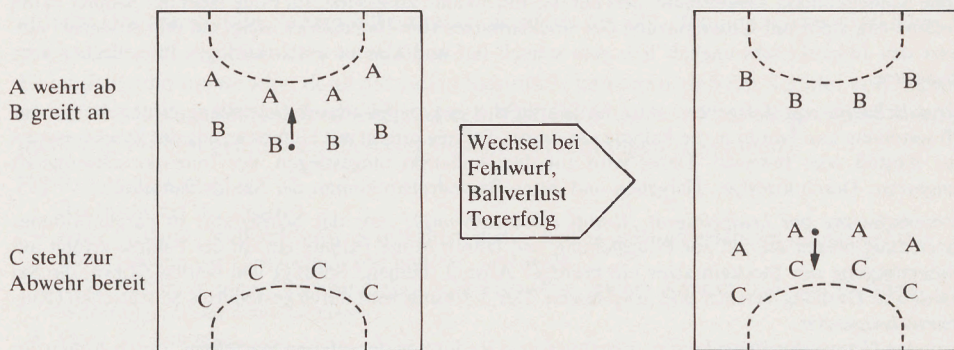 A wehrt ab
B greift an
A A A A
B B B B
C steht zur
Abwehr bereit
C C C C
Wechsel bei
Fehlwurf,
Ballverlust
Torerfolg
B B B B
A A A A
C C C C